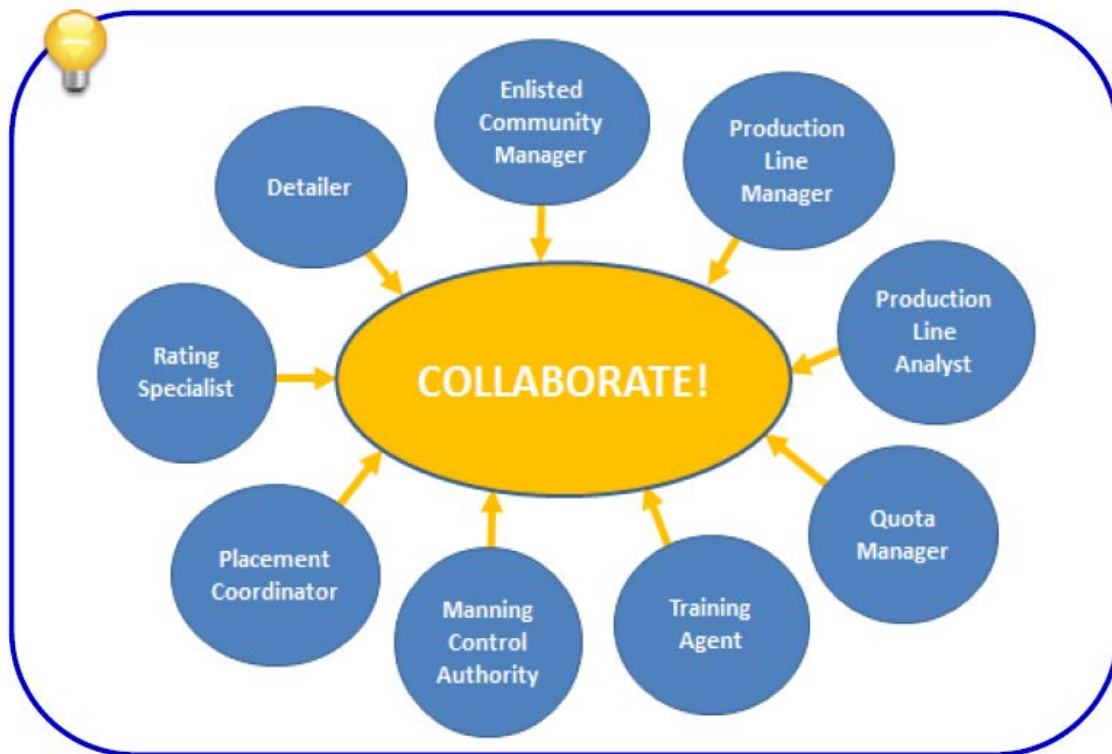 Enlisted
Community
Manager
Production
Line
Manager
Detailer
Production
Line
Analyst
Rating
Specialist
COLLABORATE!
Quota
Manager
Placement
Coordinator
Manning
Control
Authority
Training
Agent